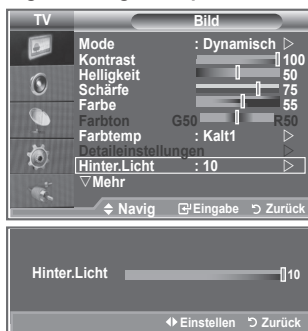 TV Bild
Mode : Dynamisch
Kontrast 100
Helligkeit 50
Schärfe 75
Farbe 55
Farbton G50 R50
Farbtemp : Kalt1
Detaileinstellungen
Hinter.Licht : 10
Mehr
Navig Eingabe Zurück
Hinter.Licht 10
Einstellen Zurück